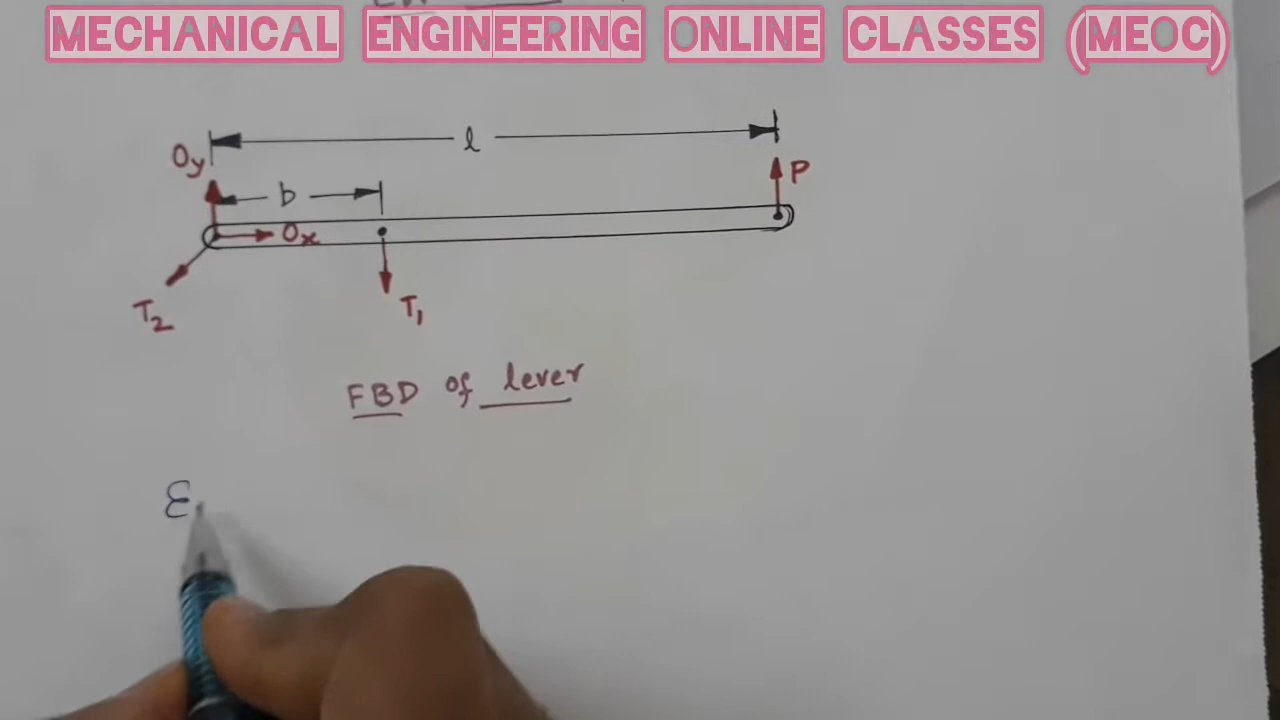 MECHANICAL ENGINEERING ONLINE CLASSES (MEOC)
l
Oy
b
P
Ox
T2
T1
FBD of lever
Σ